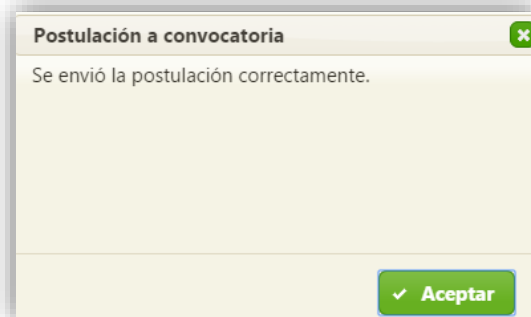 Postulación a convocatoria
Se envió la postulación correctamente.
Aceptar